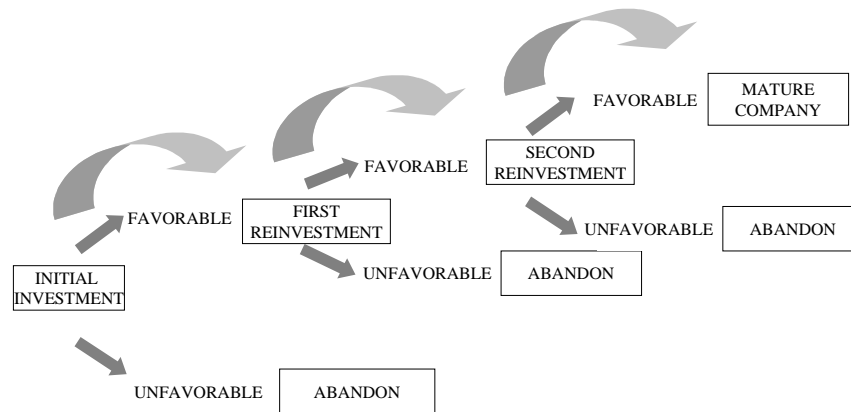 FAVORABLE
MATURE
COMPANY
FAVORABLE
SECOND
REINVESTMENT
FAVORABLE
FIRST
REINVESTMENT
UNFAVORABLE
ABANDON
UNFAVORABLE
ABANDON
INITIAL
INVESTMENT
UNFAVORABLE
ABANDON